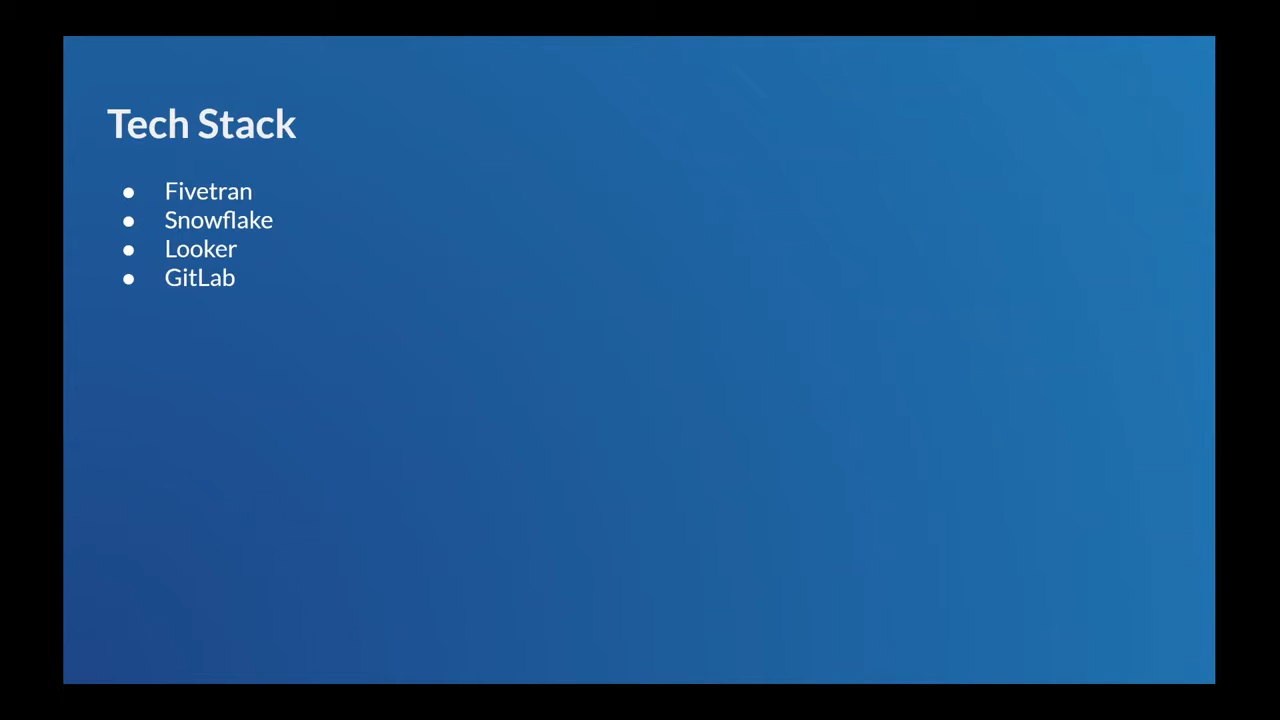 Tech Stack
● Fivetran
● Snowflake
● Looker
● GitLab